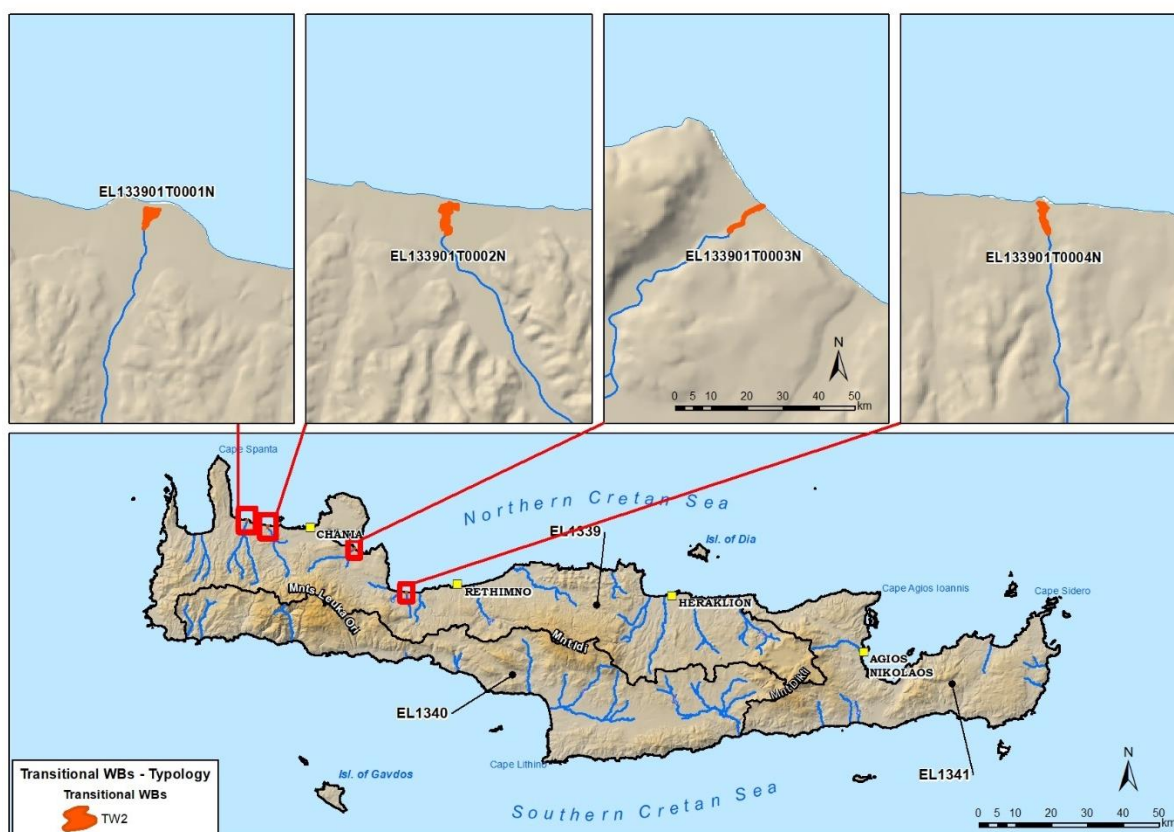 EL133901T0001N
EL133901T0002N
EL133901T0003N
EL133901T0004N
N
0 5 10 20 30 40 50
km
Cape Spanta
Northern Cretan Sea
CHANIA
EL1339
Isl. of Dia
RETHIMNO
HERAKLION
Cape Agios Ioannis
Cape Sidero
Mnts Leuka Ori
Mnt Idi
AGIOS
NIKOLAOS
Mnt Dikti
EL1340
EL1341
Cape Lithino
Isl. of Gavdos
Southern Cretan Sea
N
0 5 10 20 30 40 50
km
Transitional WBs - Typology
Transitional WBs
TW2